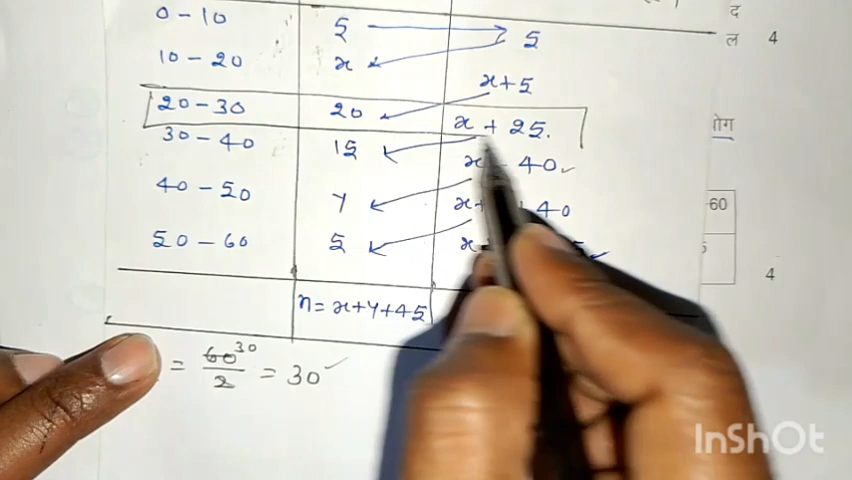 0-10 5 5
10-20 x
x+5
20-30 20 x + 25.
30-40 15 x 40
40-50 y x+ 40
50-60 5 x
n = x+y+45
= 60 30 / 2 = 30
द
ल 4
योग
-60
4
InShOt